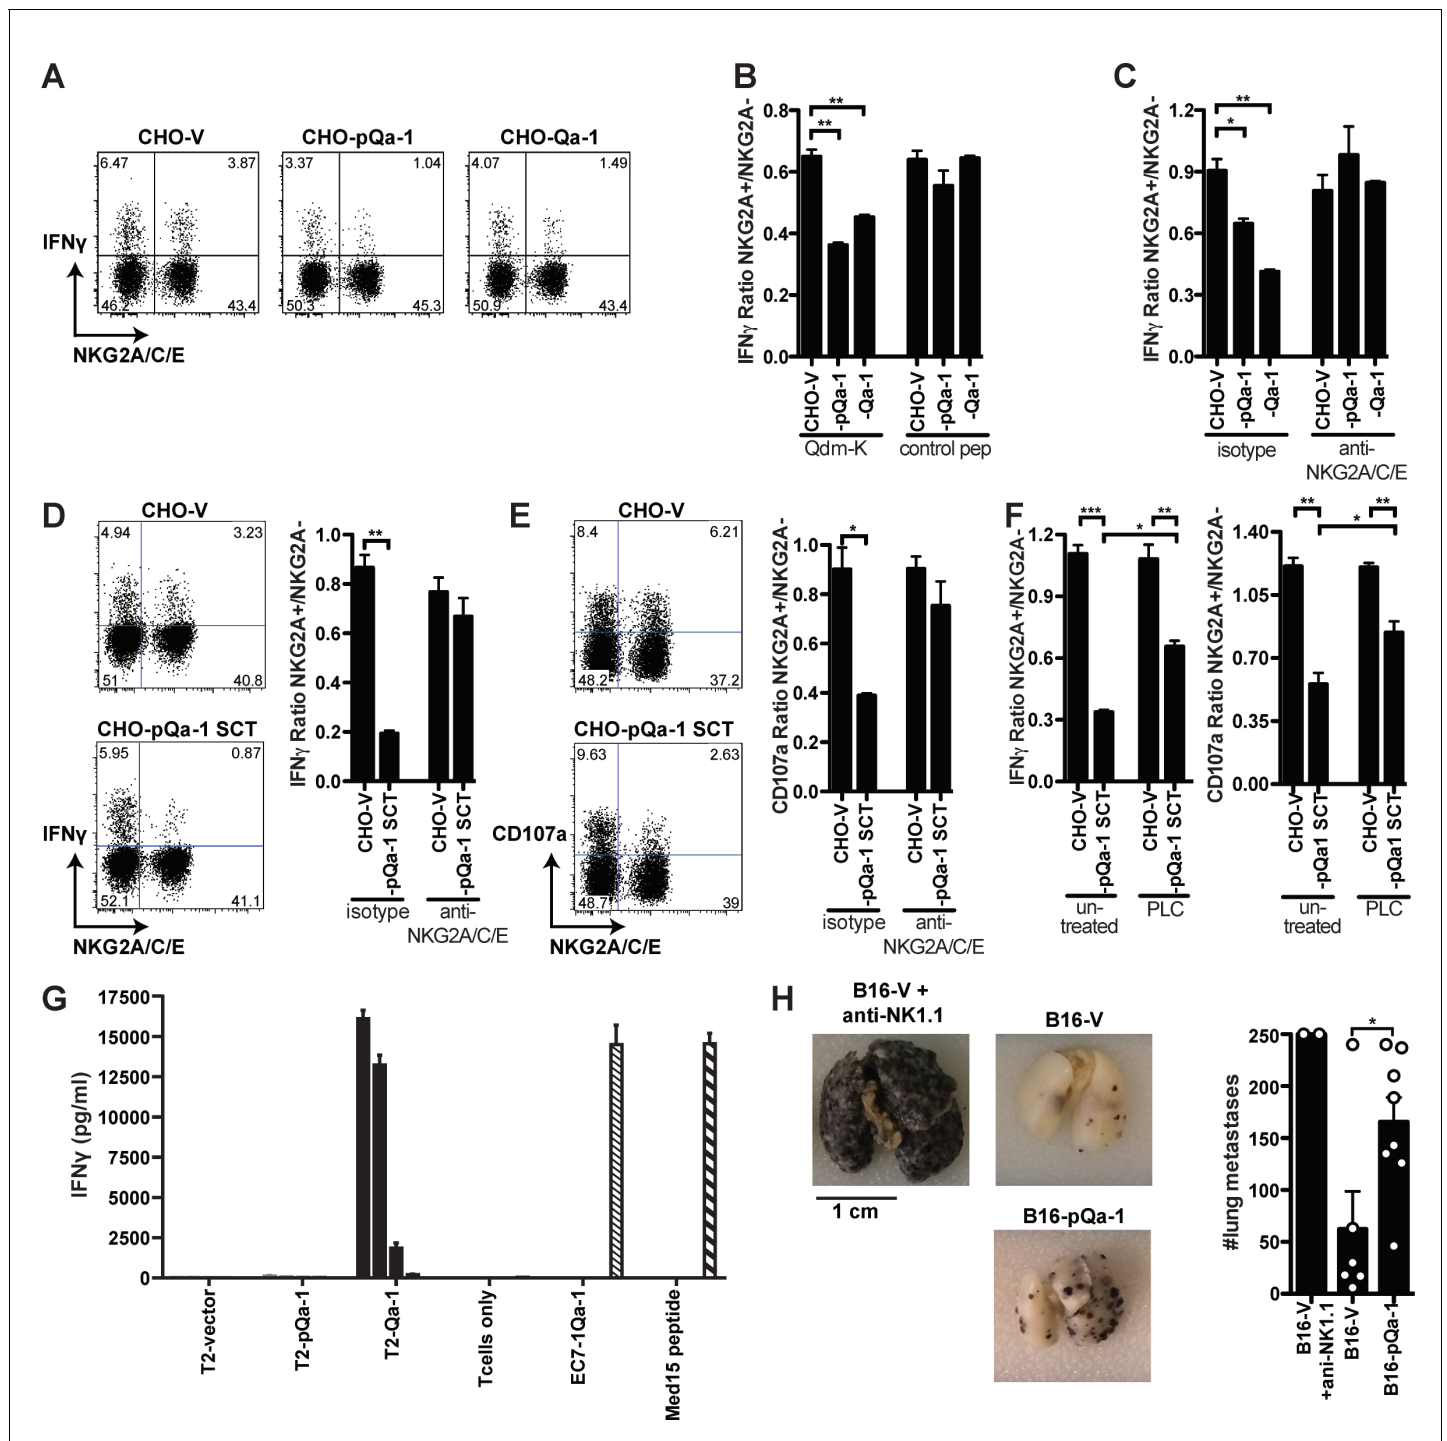 A
CHO-V
CHO-pQa-1
CHO-Qa-1
6.47
3.87
46.2
43.4
3.37
1.04
50.3
45.3
4.07
1.49
50.9
43.4
IFNγ
NKG2A/C/E
B
IFNγ Ratio NKG2A+/NKG2A-
0.8
0.6
0.4
0.2
0.0
**
**
CHO-V
-pQa-1
-Qa-1
CHO-V
-pQa-1
-Qa-1
Qdm-K
control pep
C
IFNγ Ratio NKG2A+/NKG2A-
1.2
0.9
0.6
0.3
0.0
**
*
CHO-V
-pQa-1
-Qa-1
CHO-V
-pQa-1
-Qa-1
isotype
anti-
NKG2A/C/E
D
CHO-V
4.94
3.23
51
40.8
CHO-pQa-1 SCT
5.95
0.87
52.1
41.1
IFNγ
NKG2A/C/E
IFNγ Ratio NKG2A+/NKG2A-
1.0
0.8
0.6
0.4
0.2
0.0
**
CHO-V
-pQa-1 SCT
CHO-V
-pQa-1 SCT
isotype
anti-
NKG2A/C/E
E
CHO-V
8.4
6.21
48.2
37.2
CHO-pQa-1 SCT
9.63
2.63
48.7
39
CD107a
NKG2A/C/E
CD107a Ratio NKG2A+/NKG2A-
1.0
0.8
0.6
0.4
0.2
0.0
*
CHO-V
-pQa-1 SCT
CHO-V
-pQa-1 SCT
isotype
anti-
NKG2A/C/E
F
IFNγ Ratio NKG2A+/NKG2A-
1.2
0.9
0.6
0.3
0.0
***
**
*
CHO-V
-pQa-1 SCT
CHO-V
-pQa-1 SCT
un-
treated
PLC
CD107a Ratio NKG2A+/NKG2A-
1.40
1.05
0.70
0.35
0.00
**
**
*
CHO-V
-pQa1 SCT
CHO-V
-pQa1 SCT
un-
treated
PLC
G
IFNγ (pg/ml)
17500
15000
12500
10000
7500
5000
2500
0
T2-vector
T2-pQa-1
T2-Qa-1
Tcells only
EC7-1Qa-1
Med15 peptide
H
B16-V +
anti-NK1.1
B16-V
1 cm
B16-pQa-1
#lung metastases
250
200
150
100
50
0
*
B16-V
+ani-NK1.1
B16-V
B16-pQa-1